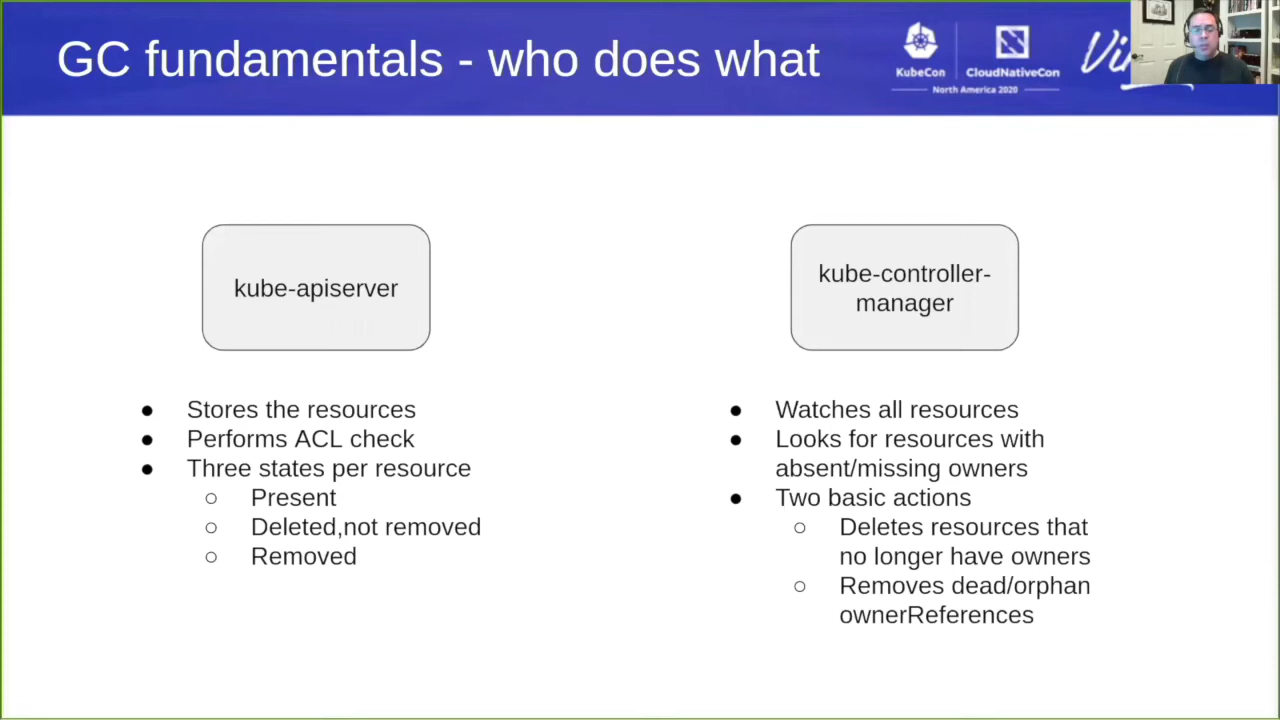 GC fundamentals - who does what
KubeCon
CloudNativeCon
North America 2020
kube-apiserver
● Stores the resources
● Performs ACL check
● Three states per resource
○ Present
○ Deleted,not removed
○ Removed
kube-controller-
manager
● Watches all resources
● Looks for resources with
absent/missing owners
● Two basic actions
○ Deletes resources that
no longer have owners
○ Removes dead/orphan
ownerReferences